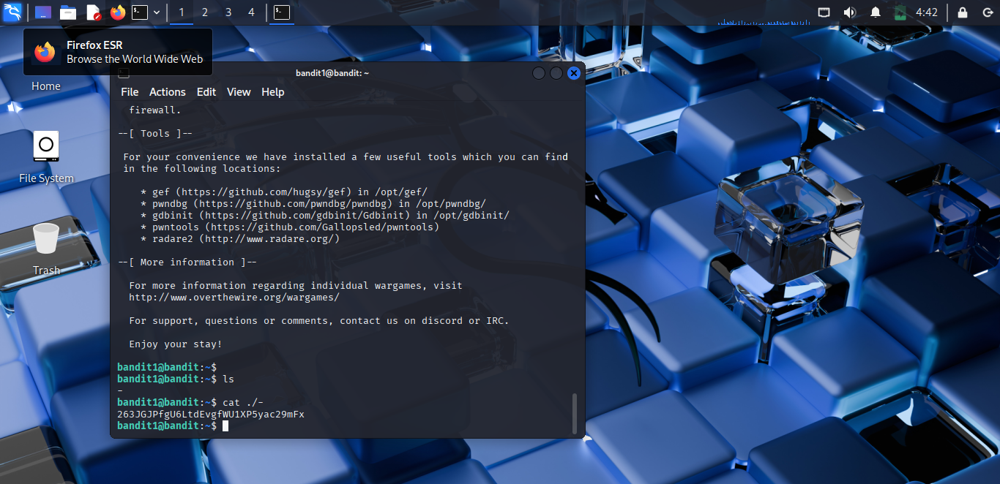 1 2 3 4
4:42
Firefox ESR
Browse the World Wide Web
Home
File System
Trash
bandit1@bandit: ~
File Actions Edit View Help
firewall.
--[ Tools ]--
For your convenience we have installed a few useful tools which you can find
in the following locations:
* gef (https://github.com/hugsy/gef) in /opt/gef/
* pwndbg (https://github.com/pwndbg/pwndbg) in /opt/pwndbg/
* gdbinit (https://github.com/gdbinit/Gdbinit) in /opt/gdbinit/
* pwntools (https://github.com/Gallopsled/pwntools)
* radare2 (http://www.radare.org/)
--[ More information ]--
For more information regarding individual wargames, visit
http://www.overthewire.org/wargames/
For support, questions or comments, contact us on discord or IRC.
Enjoy your stay!
bandit1@bandit:~$
bandit1@bandit:~$ ls
-
bandit1@bandit:~$ cat ./-
263JGJPfgU6LtdEvgfWU1XP5yac29mFx
bandit1@bandit:~$